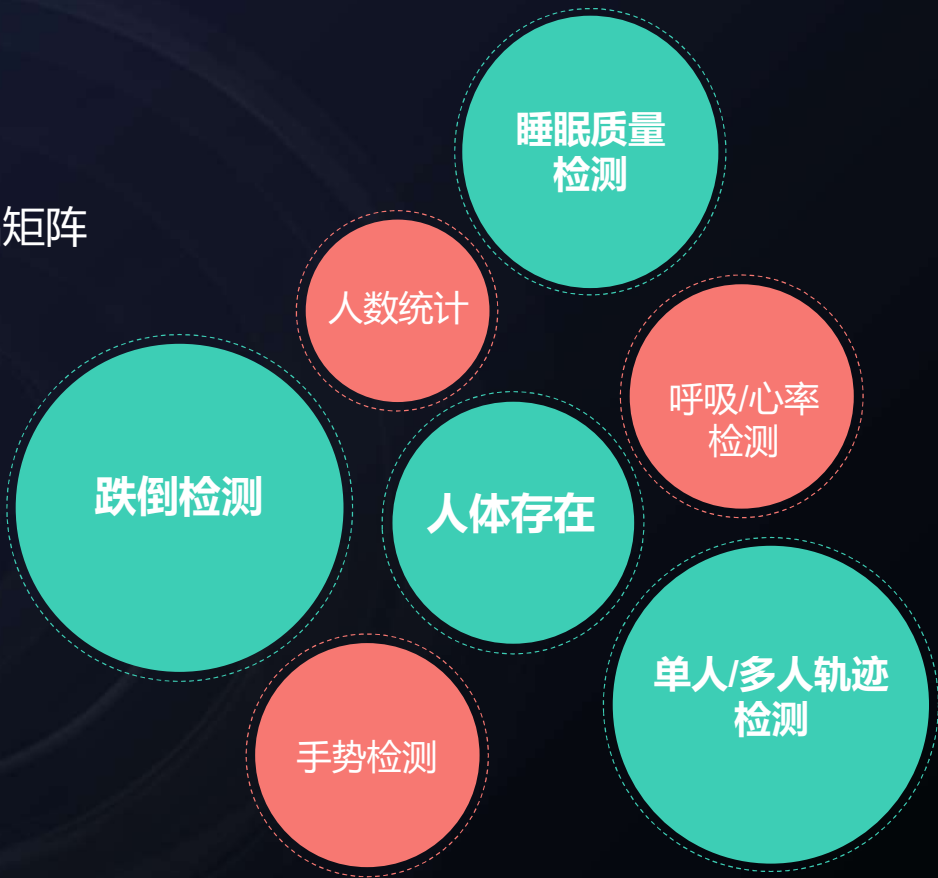 矩阵
睡眠质量
检测
人数统计
呼吸/心率
检测
跌倒检测
人体存在
单人/多人轨迹
检测
手势检测